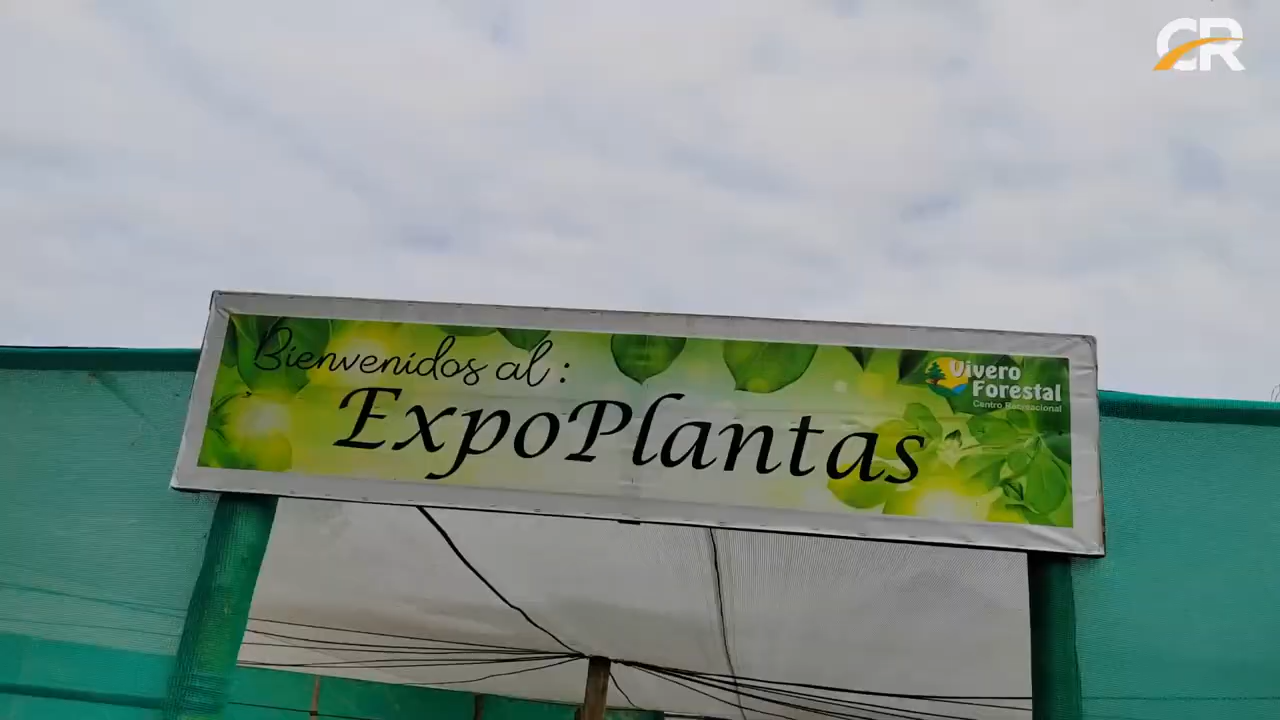 CR
Bienvenidos al :
ExpoPlantas
Vivero
Forestal
Centro Recreacional